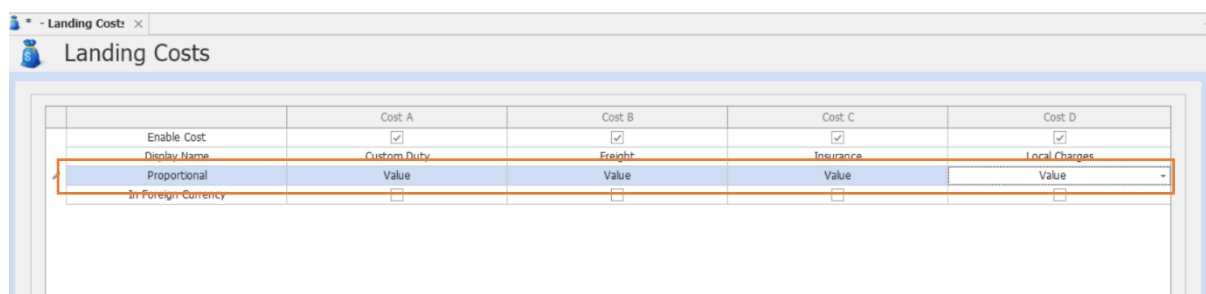 * - Landing Costs
Landing Costs
Cost A Cost B Cost C Cost D
Enable Cost
Display Name Custom Duty Freight Insurance Local Charges
Proportional Value Value Value Value
In Foreign Currency